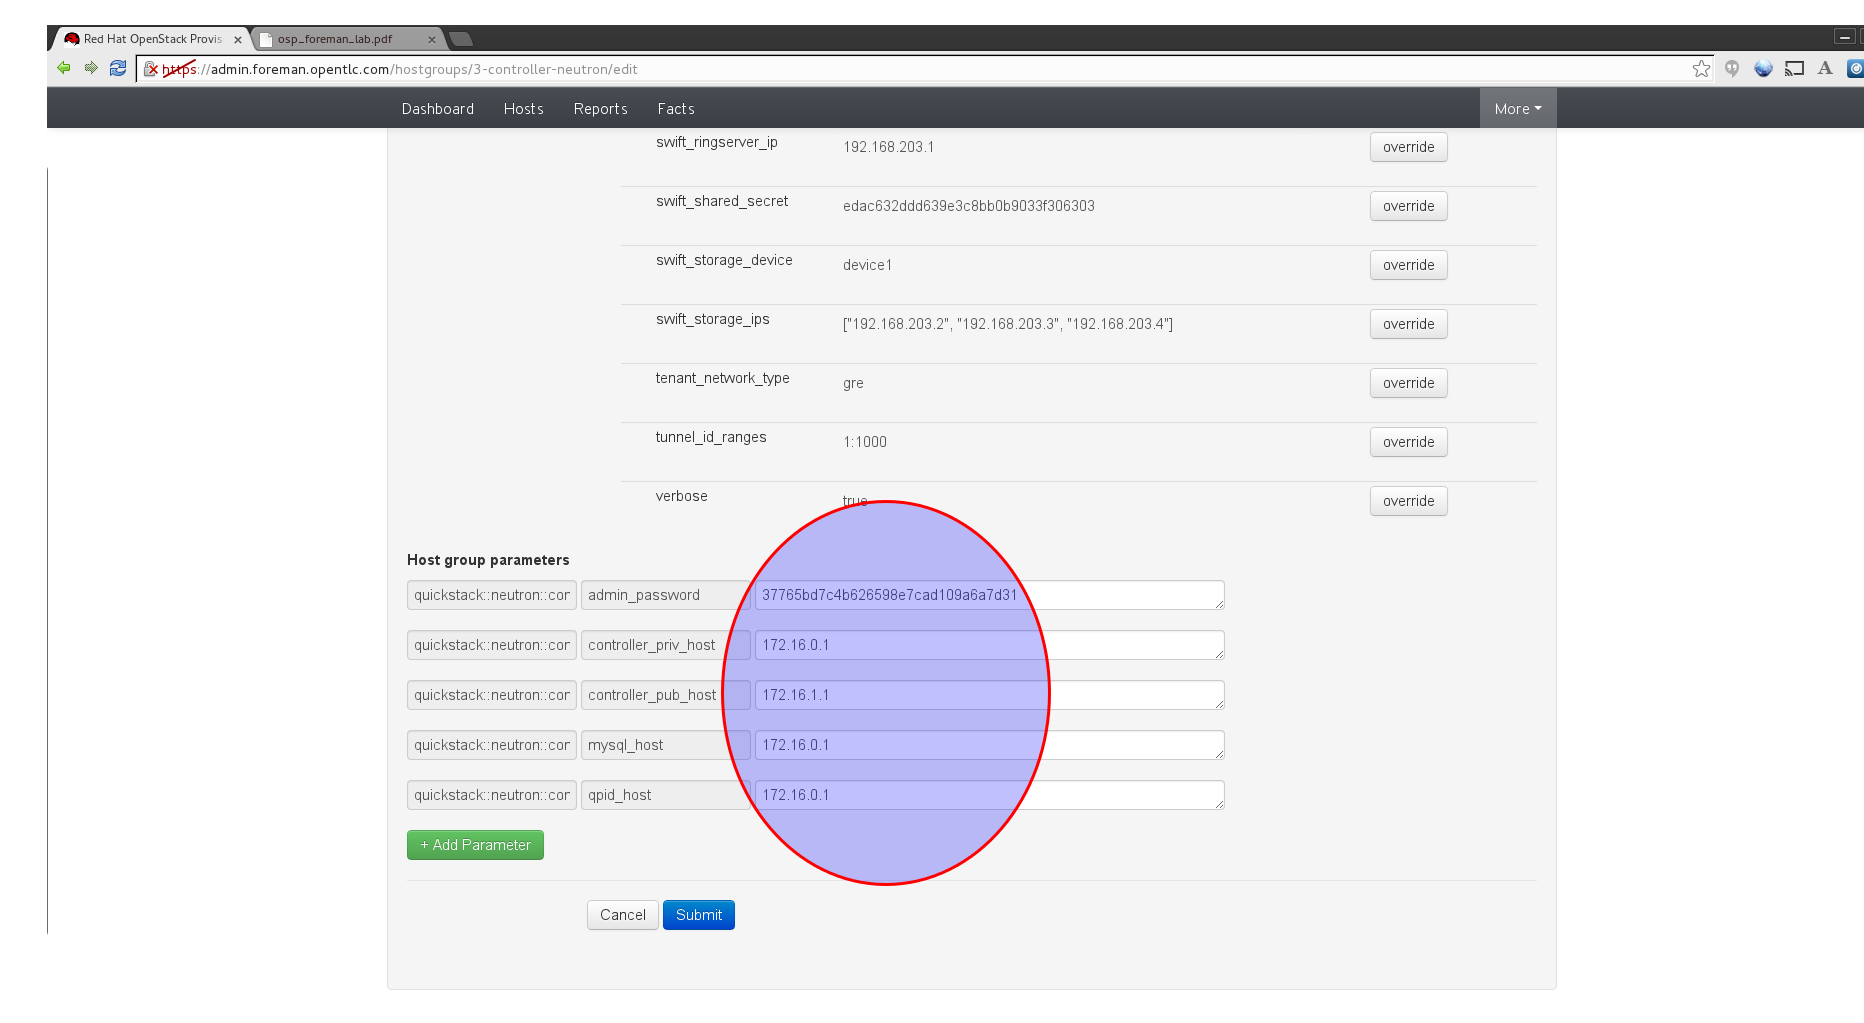 Red Hat OpenStack Provis
osp_foreman_lab.pdf
https://admin.foreman.opentlc.com/hostgroups/3-controller-neutron/edit
Dashboard Hosts Reports Facts More
swift_ringserver_ip 192.168.203.1 override
swift_shared_secret edac632ddd639e3c8bb0b9033f306303 override
swift_storage_device device1 override
swift_storage_ips ["192.168.203.2", "192.168.203.3", "192.168.203.4"] override
tenant_network_type gre override
tunnel_id_ranges 1:1000 override
verbose true override
Host group parameters
quickstack::neutron::cor admin_password 37765bd7c4b626598e7cad109a6a7d31
quickstack::neutron::cor controller_priv_host 172.16.0.1
quickstack::neutron::cor controller_pub_host 172.16.1.1
quickstack::neutron::cor mysql_host 172.16.0.1
quickstack::neutron::cor qpid_host 172.16.0.1
+ Add Parameter
Cancel Submit